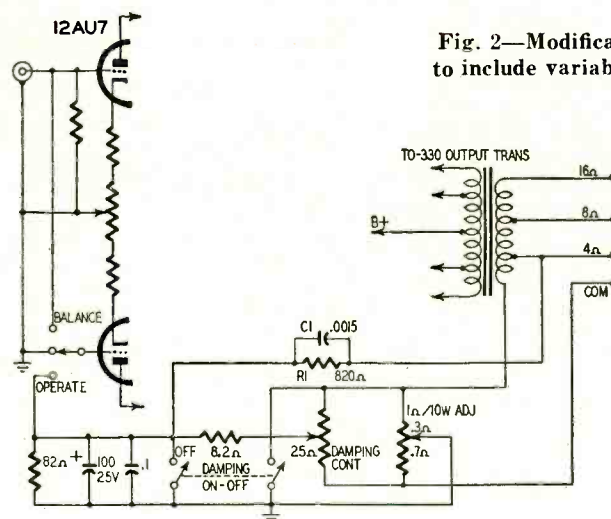 12AU7
Fig. 2—Modifica
to include variab
TO-330 OUTPUT TRANS
16Ω
8Ω
B+
4Ω
COM
BALANCE
C1 .0015
R1 820Ω
OPERATE
1Ω/10W ADJ
OFF
.3Ω
82Ω + 100 .1
25V
8.2Ω
25Ω
DAMPING
CONT
.7Ω
DAMPING
ON-OFF